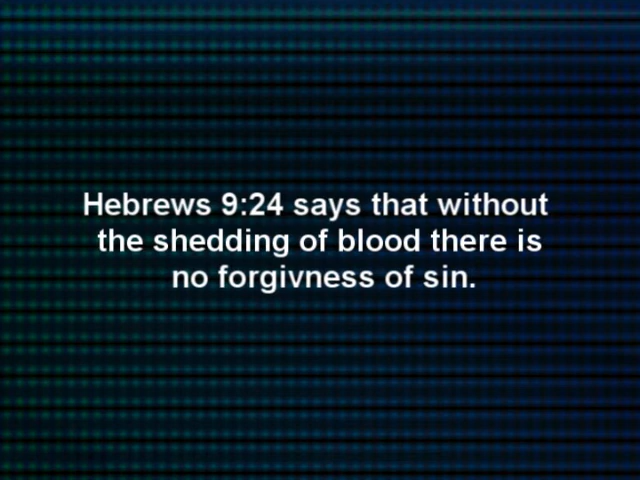 Hebrews 9:24 says that without
the shedding of blood there is
no forgivness of sin.